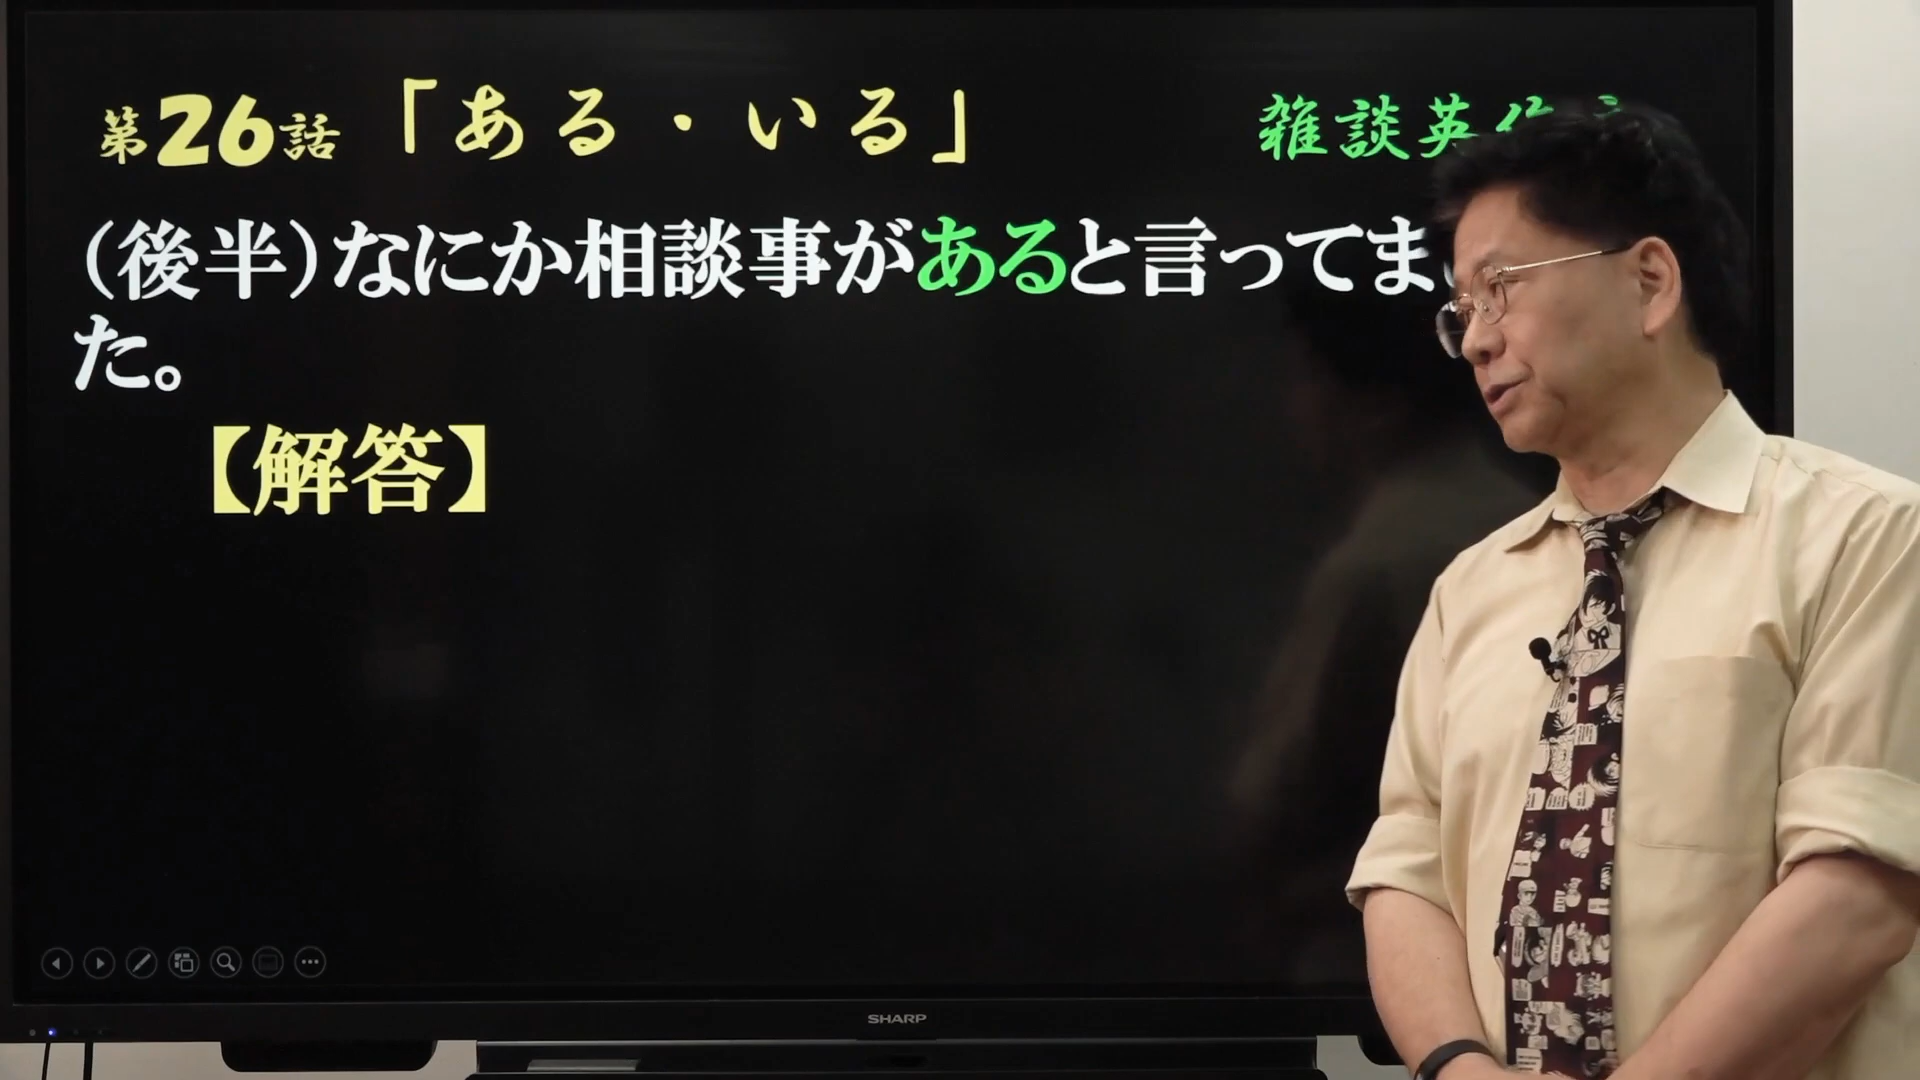 第26話 「ある・いる」
雑談英
(後半)なにか相談事があると言ってま
た。
【解答】
SHARP